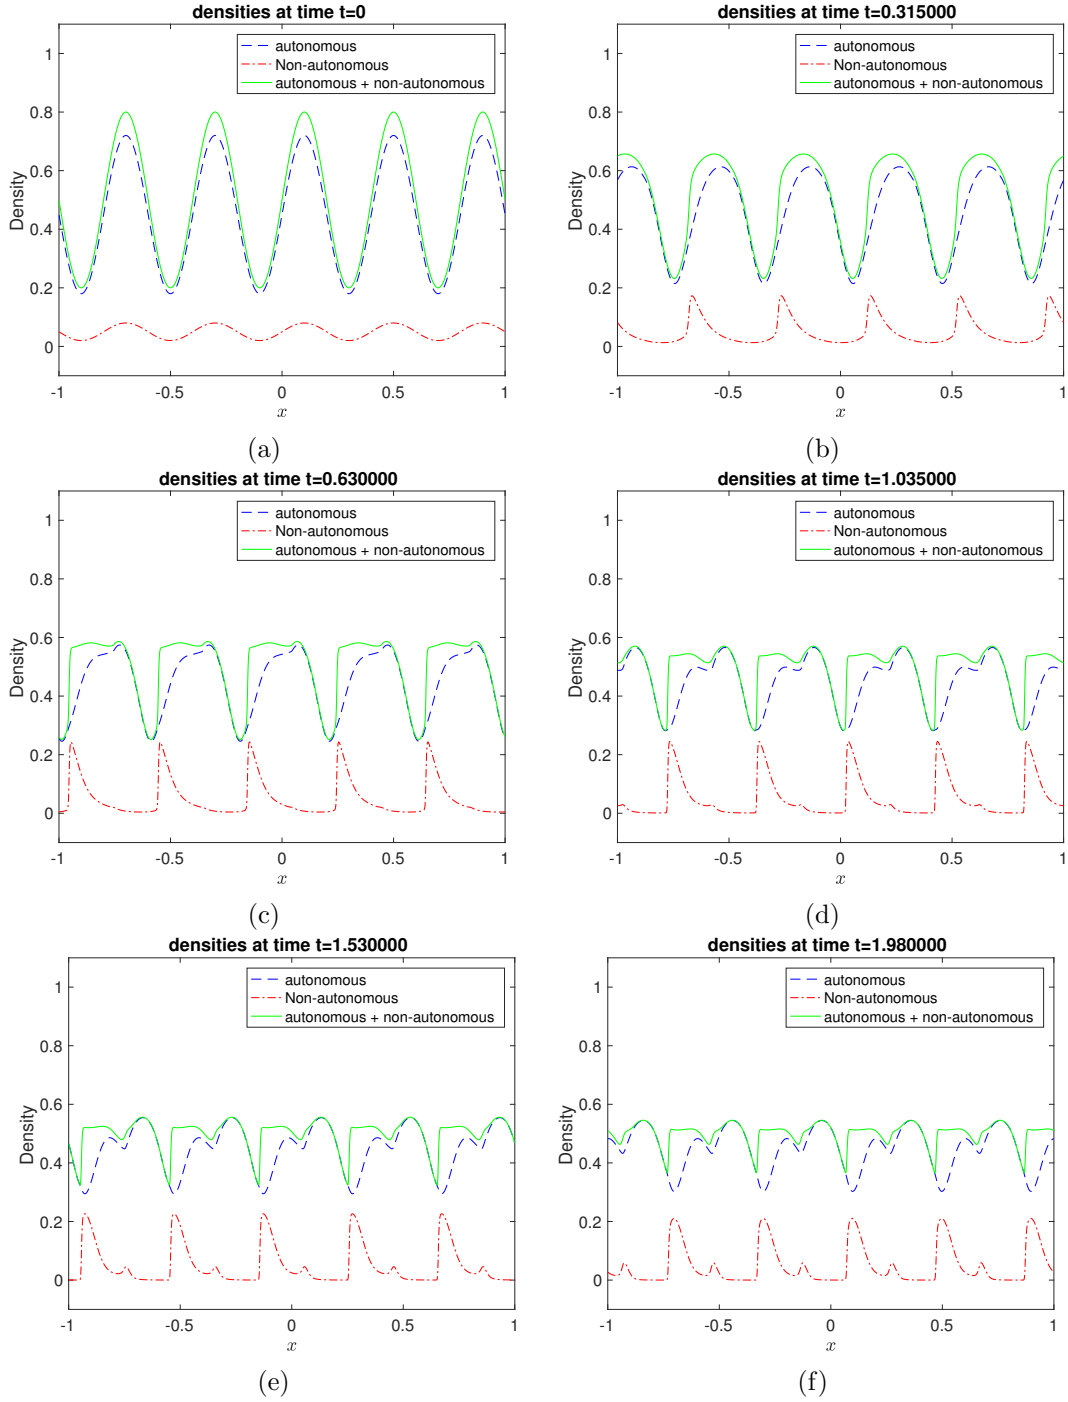 densities at time t=0
autonomous
Non-autonomous
autonomous + non-autonomous
1
0.8
0.6
0.4
0.2
0
Density
-1 -0.5 0 0.5 1
x
(a)
densities at time t=0.315000
autonomous
Non-autonomous
autonomous + non-autonomous
1
0.8
0.6
0.4
0.2
0
Density
-1 -0.5 0 0.5 1
x
(b)
densities at time t=0.630000
autonomous
Non-autonomous
autonomous + non-autonomous
1
0.8
0.6
0.4
0.2
0
Density
-1 -0.5 0 0.5 1
x
(c)
densities at time t=1.035000
autonomous
Non-autonomous
autonomous + non-autonomous
1
0.8
0.6
0.4
0.2
0
Density
-1 -0.5 0 0.5 1
x
(d)
densities at time t=1.530000
autonomous
Non-autonomous
autonomous + non-autonomous
1
0.8
0.6
0.4
0.2
0
Density
-1 -0.5 0 0.5 1
x
(e)
densities at time t=1.980000
autonomous
Non-autonomous
autonomous + non-autonomous
1
0.8
0.6
0.4
0.2
0
Density
-1 -0.5 0 0.5 1
x
(f)